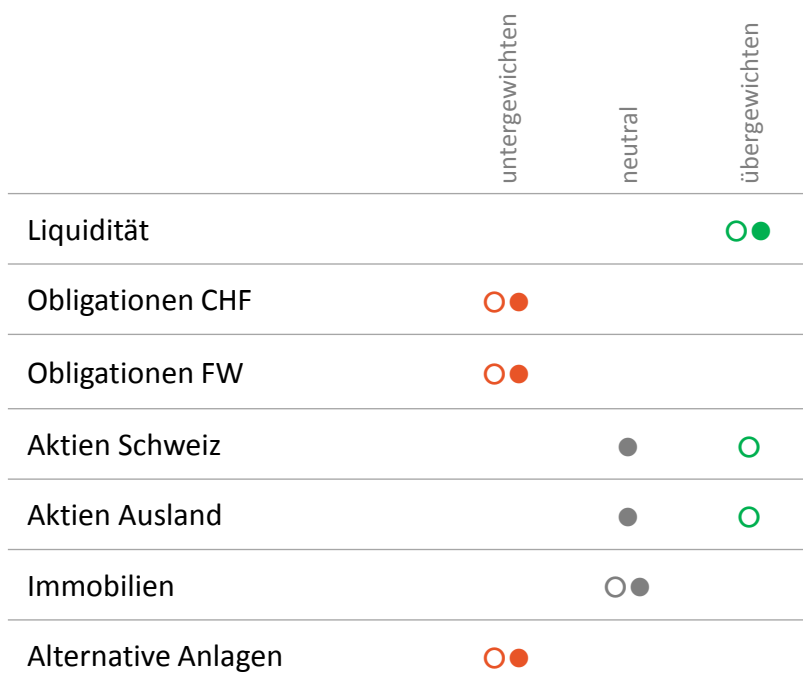 untergewichten
neutral
übergewichten
Liquidität
Obligationen CHF
Obligationen FW
Aktien Schweiz
Aktien Ausland
Immobilien
Alternative Anlagen